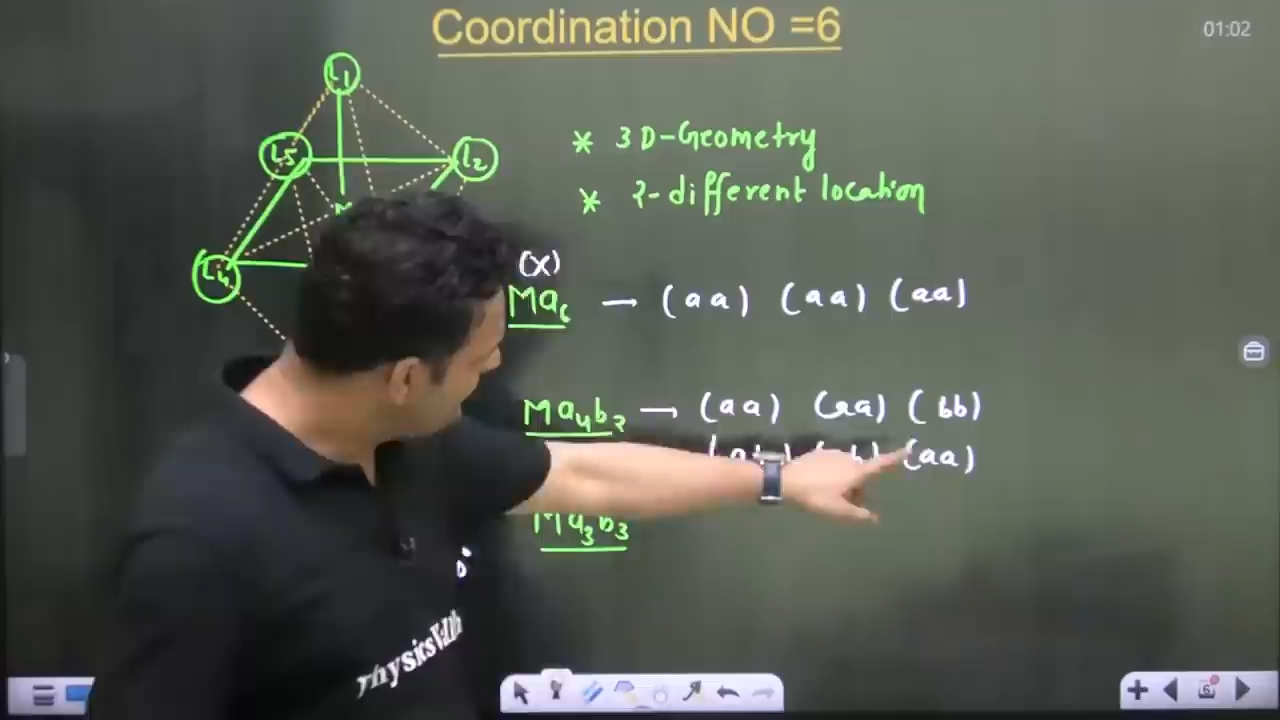 Coordination NO =6
01:02
L1
L5
L2
L4
* 3D-Geometry
* 2-different location
(x)
Ma6 → (aa) (aa) (aa)
Ma4b2 → (aa) (aa) (bb)
(aa)
Ma3b3